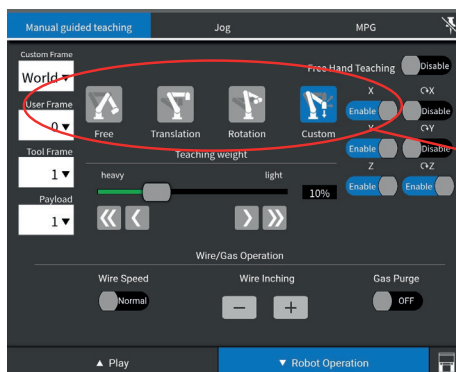 Manual guided teaching Jog MPG
Custom Frame
World ▼
Free Hand Teaching Disable
User Frame
0 ▼
X ↷X
Enable Disable
Y ↷Y
Enable Disable
Free Translation Rotation Custom
Tool Frame
1 ▼
Teaching weight
Z ↷Z
Enable Enable
heavy light
10%
Payload
1 ▼
Wire/Gas Operation
Wire Speed Wire Inching Gas Purge
Normal − + OFF
▲ Play ▼ Robot Operation